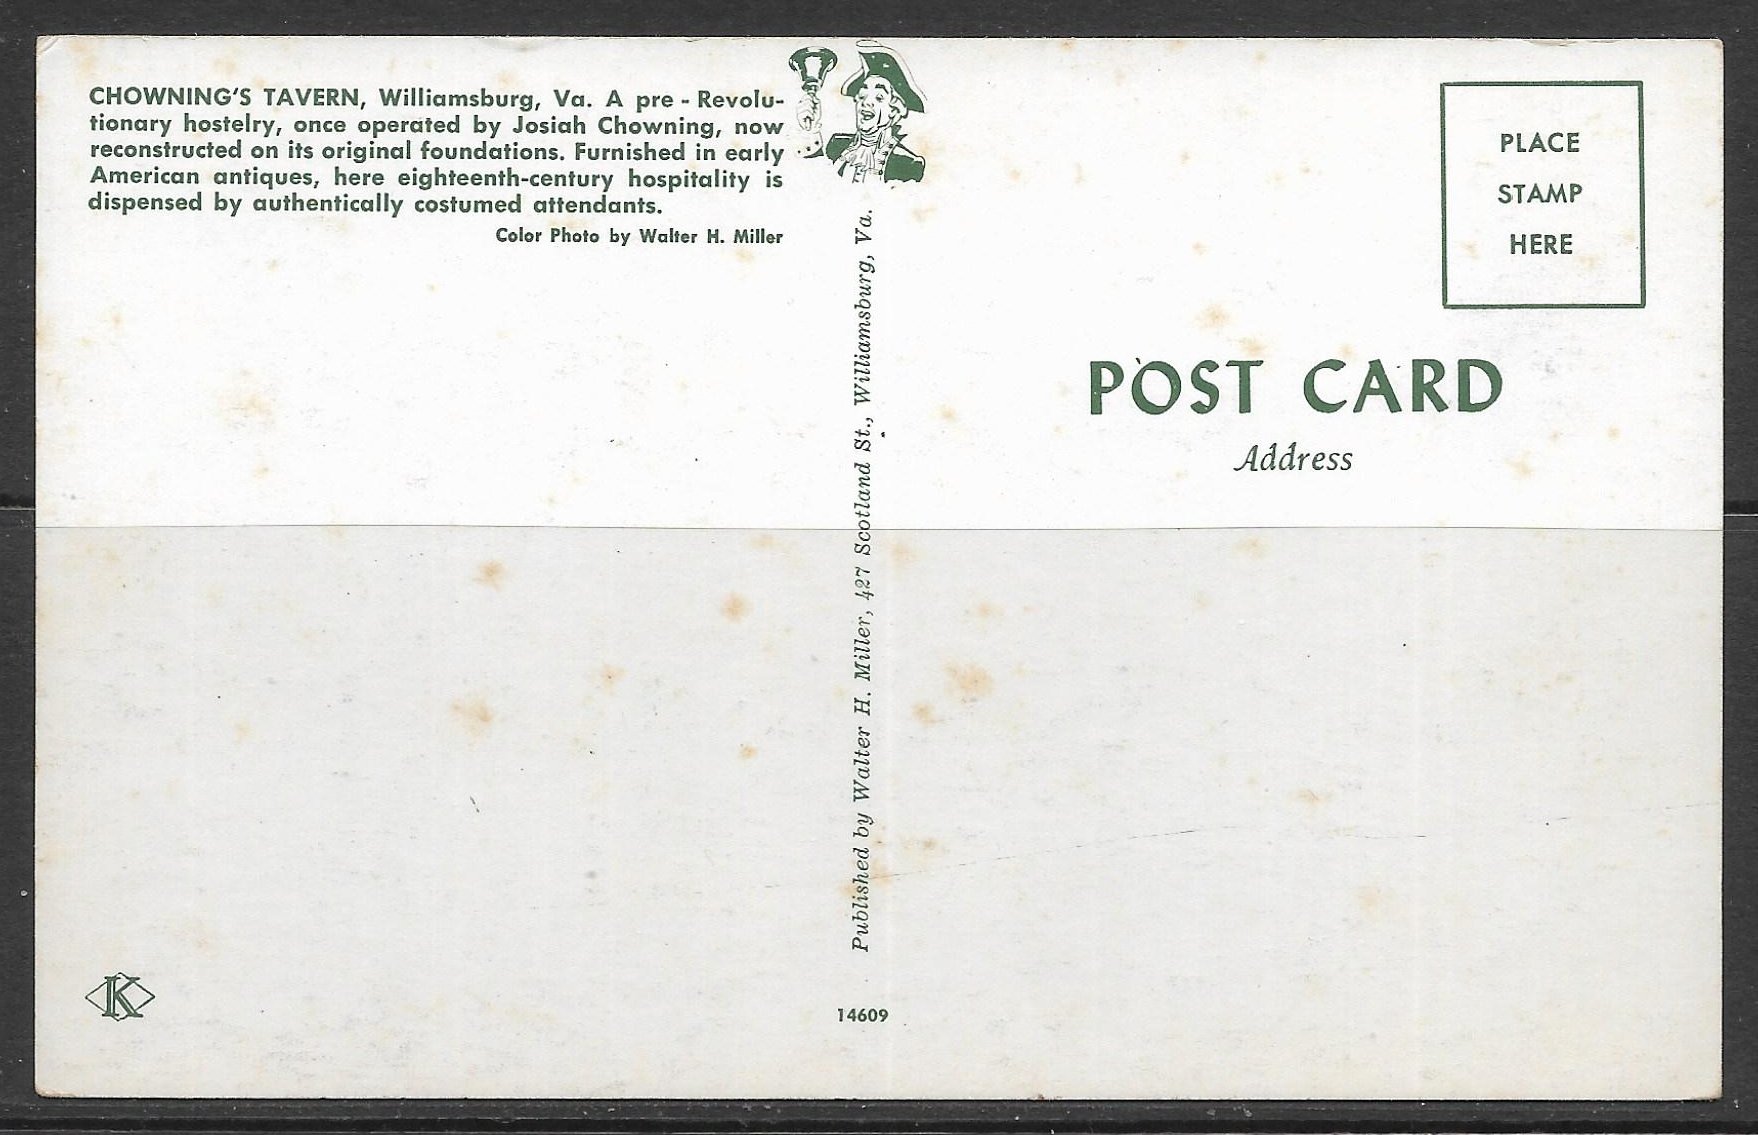 CHOWNING'S TAVERN, Williamsburg, Va. A pre - Revolu-
tionary hostelry, once operated by Josiah Chowning, now
reconstructed on its original foundations. Furnished in early
American antiques, here eighteenth-century hospitality is
dispensed by authentically costumed attendants.
Color Photo by Walter H. Miller
Published by Walter H. Miller, 427 Scotland St., Williamsburg, Va.
PLACE
STAMP
HERE
POST CARD
Address
K
14609